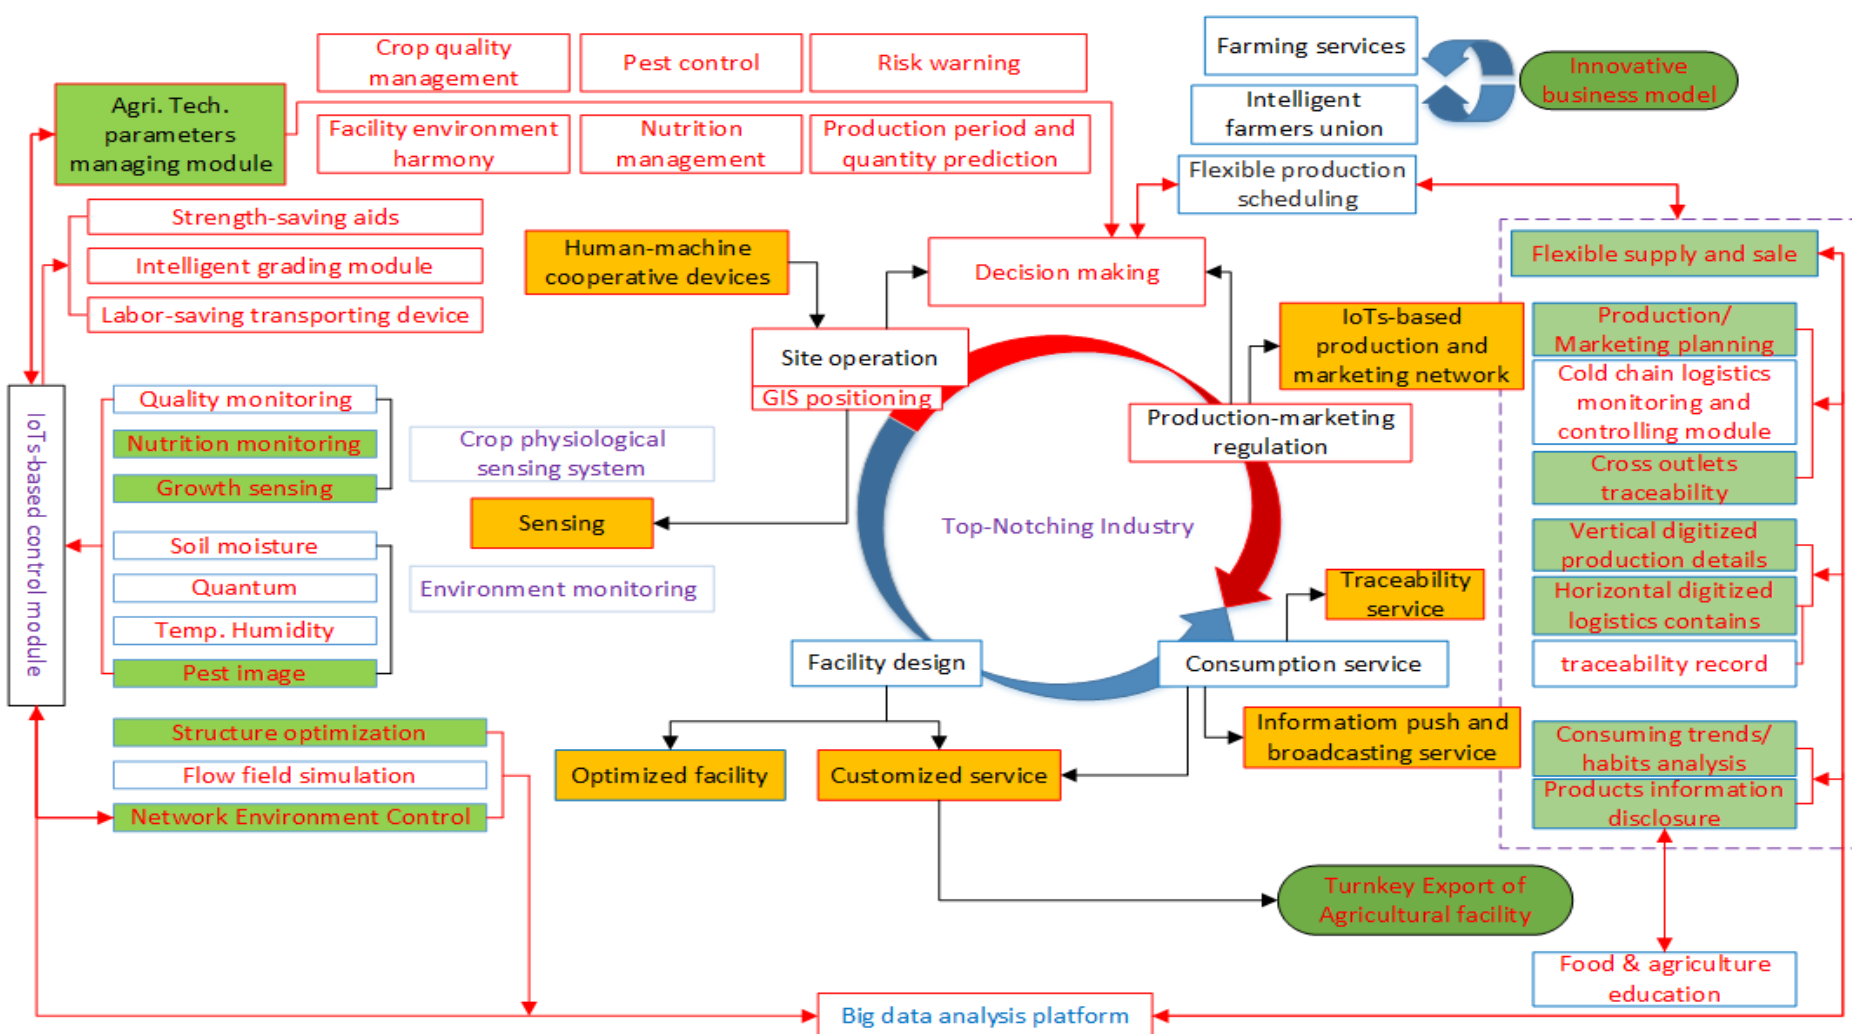 Crop quality
management
Pest control
Risk warning
Farming services
Innovative
business model
Agri. Tech.
parameters
managing module
Facility environment
harmony
Nutrition
management
Production period and
quantity prediction
Intelligent
farmers union
Flexible production
scheduling
Strength-saving aids
Intelligent grading module
Labor-saving transporting device
Human-machine
cooperative devices
Decision making
Flexible supply and sale
Site operation
GIS positioning
IoTs-based
production and
marketing network
Production-marketing
regulation
Production/
Marketing planning
Cold chain logistics
monitoring and
controlling module
Cross outlets
traceability
IoTs-based control module
Quality monitoring
Nutrition monitoring
Growth sensing
Crop physiological
sensing system
Sensing
Top-Notching Industry
Soil moisture
Quantum
Temp. Humidity
Pest image
Environment monitoring
Vertical digitized
production details
Horizontal digitized
logistics contains
traceability record
Traceability
service
Facility design
Consumption service
Informatiom push and
broadcasting service
Structure optimization
Flow field simulation
Network Environment Control
Optimized facility
Customized service
Consuming trends/
habits analysis
Products information
disclosure
Turnkey Export of
Agricultural facility
Food & agriculture
education
Big data analysis platform